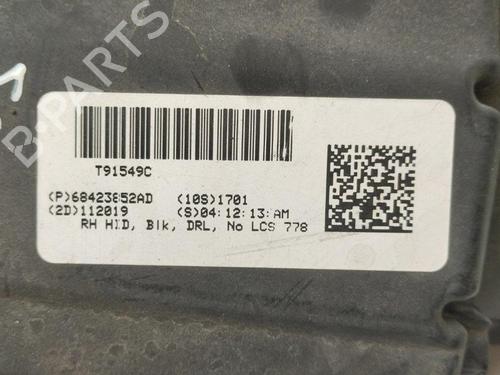 T91549C
(P)68423852AD (10S)1701
(2D)112019 (S)04:12:13:AM
RH HID, Blk, DRL, No LCS 778
B-PARTS